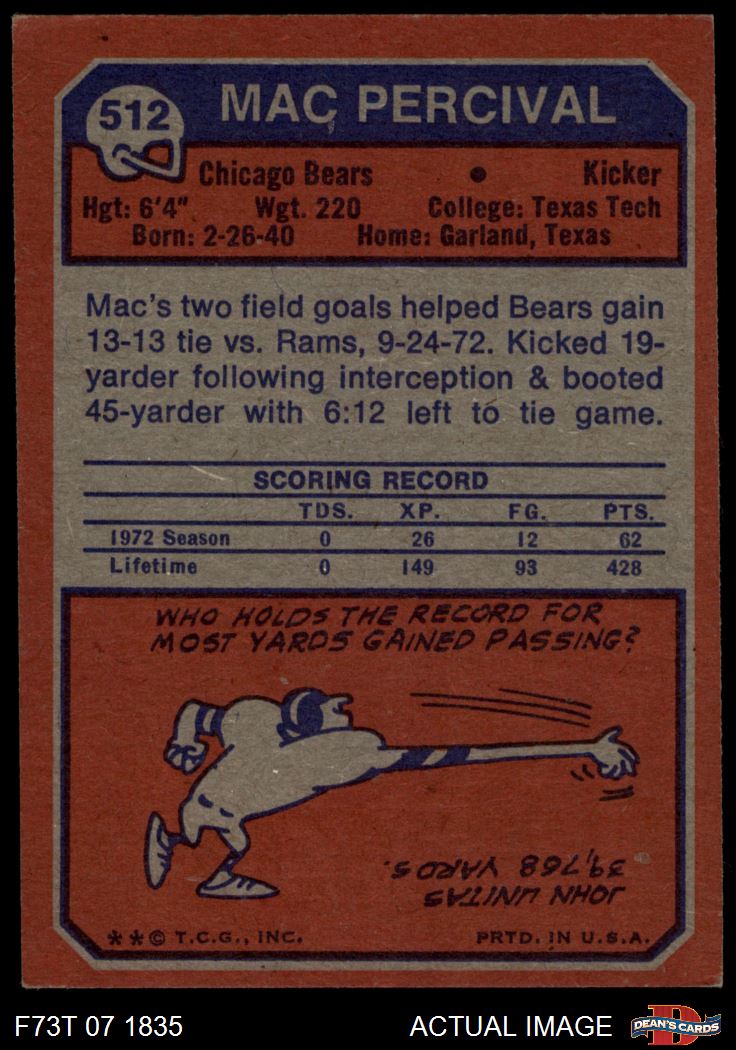 512
MAC PERCIVAL
Chicago Bears • Kicker
Hgt: 6'4" Wgt. 220 College: Texas Tech
Born: 2-26-40 Home: Garland, Texas
Mac's two field goals helped Bears gain
13-13 tie vs. Rams, 9-24-72. Kicked 19-
yarder following interception & booted
45-yarder with 6:12 left to tie game.
SCORING RECORD
TDS. XP. FG. PTS.
1972 Season 0 26 12 62
Lifetime 0 149 93 428
WHO HOLDS THE RECORD FOR
MOST YARDS GAINED PASSING?
JOHN UNITAS
39,768 YARDS.
**© T.C.G., INC. PRTD. IN U.S.A.
F73T 07 1835 ACTUAL IMAGE DEAN'S CARDS